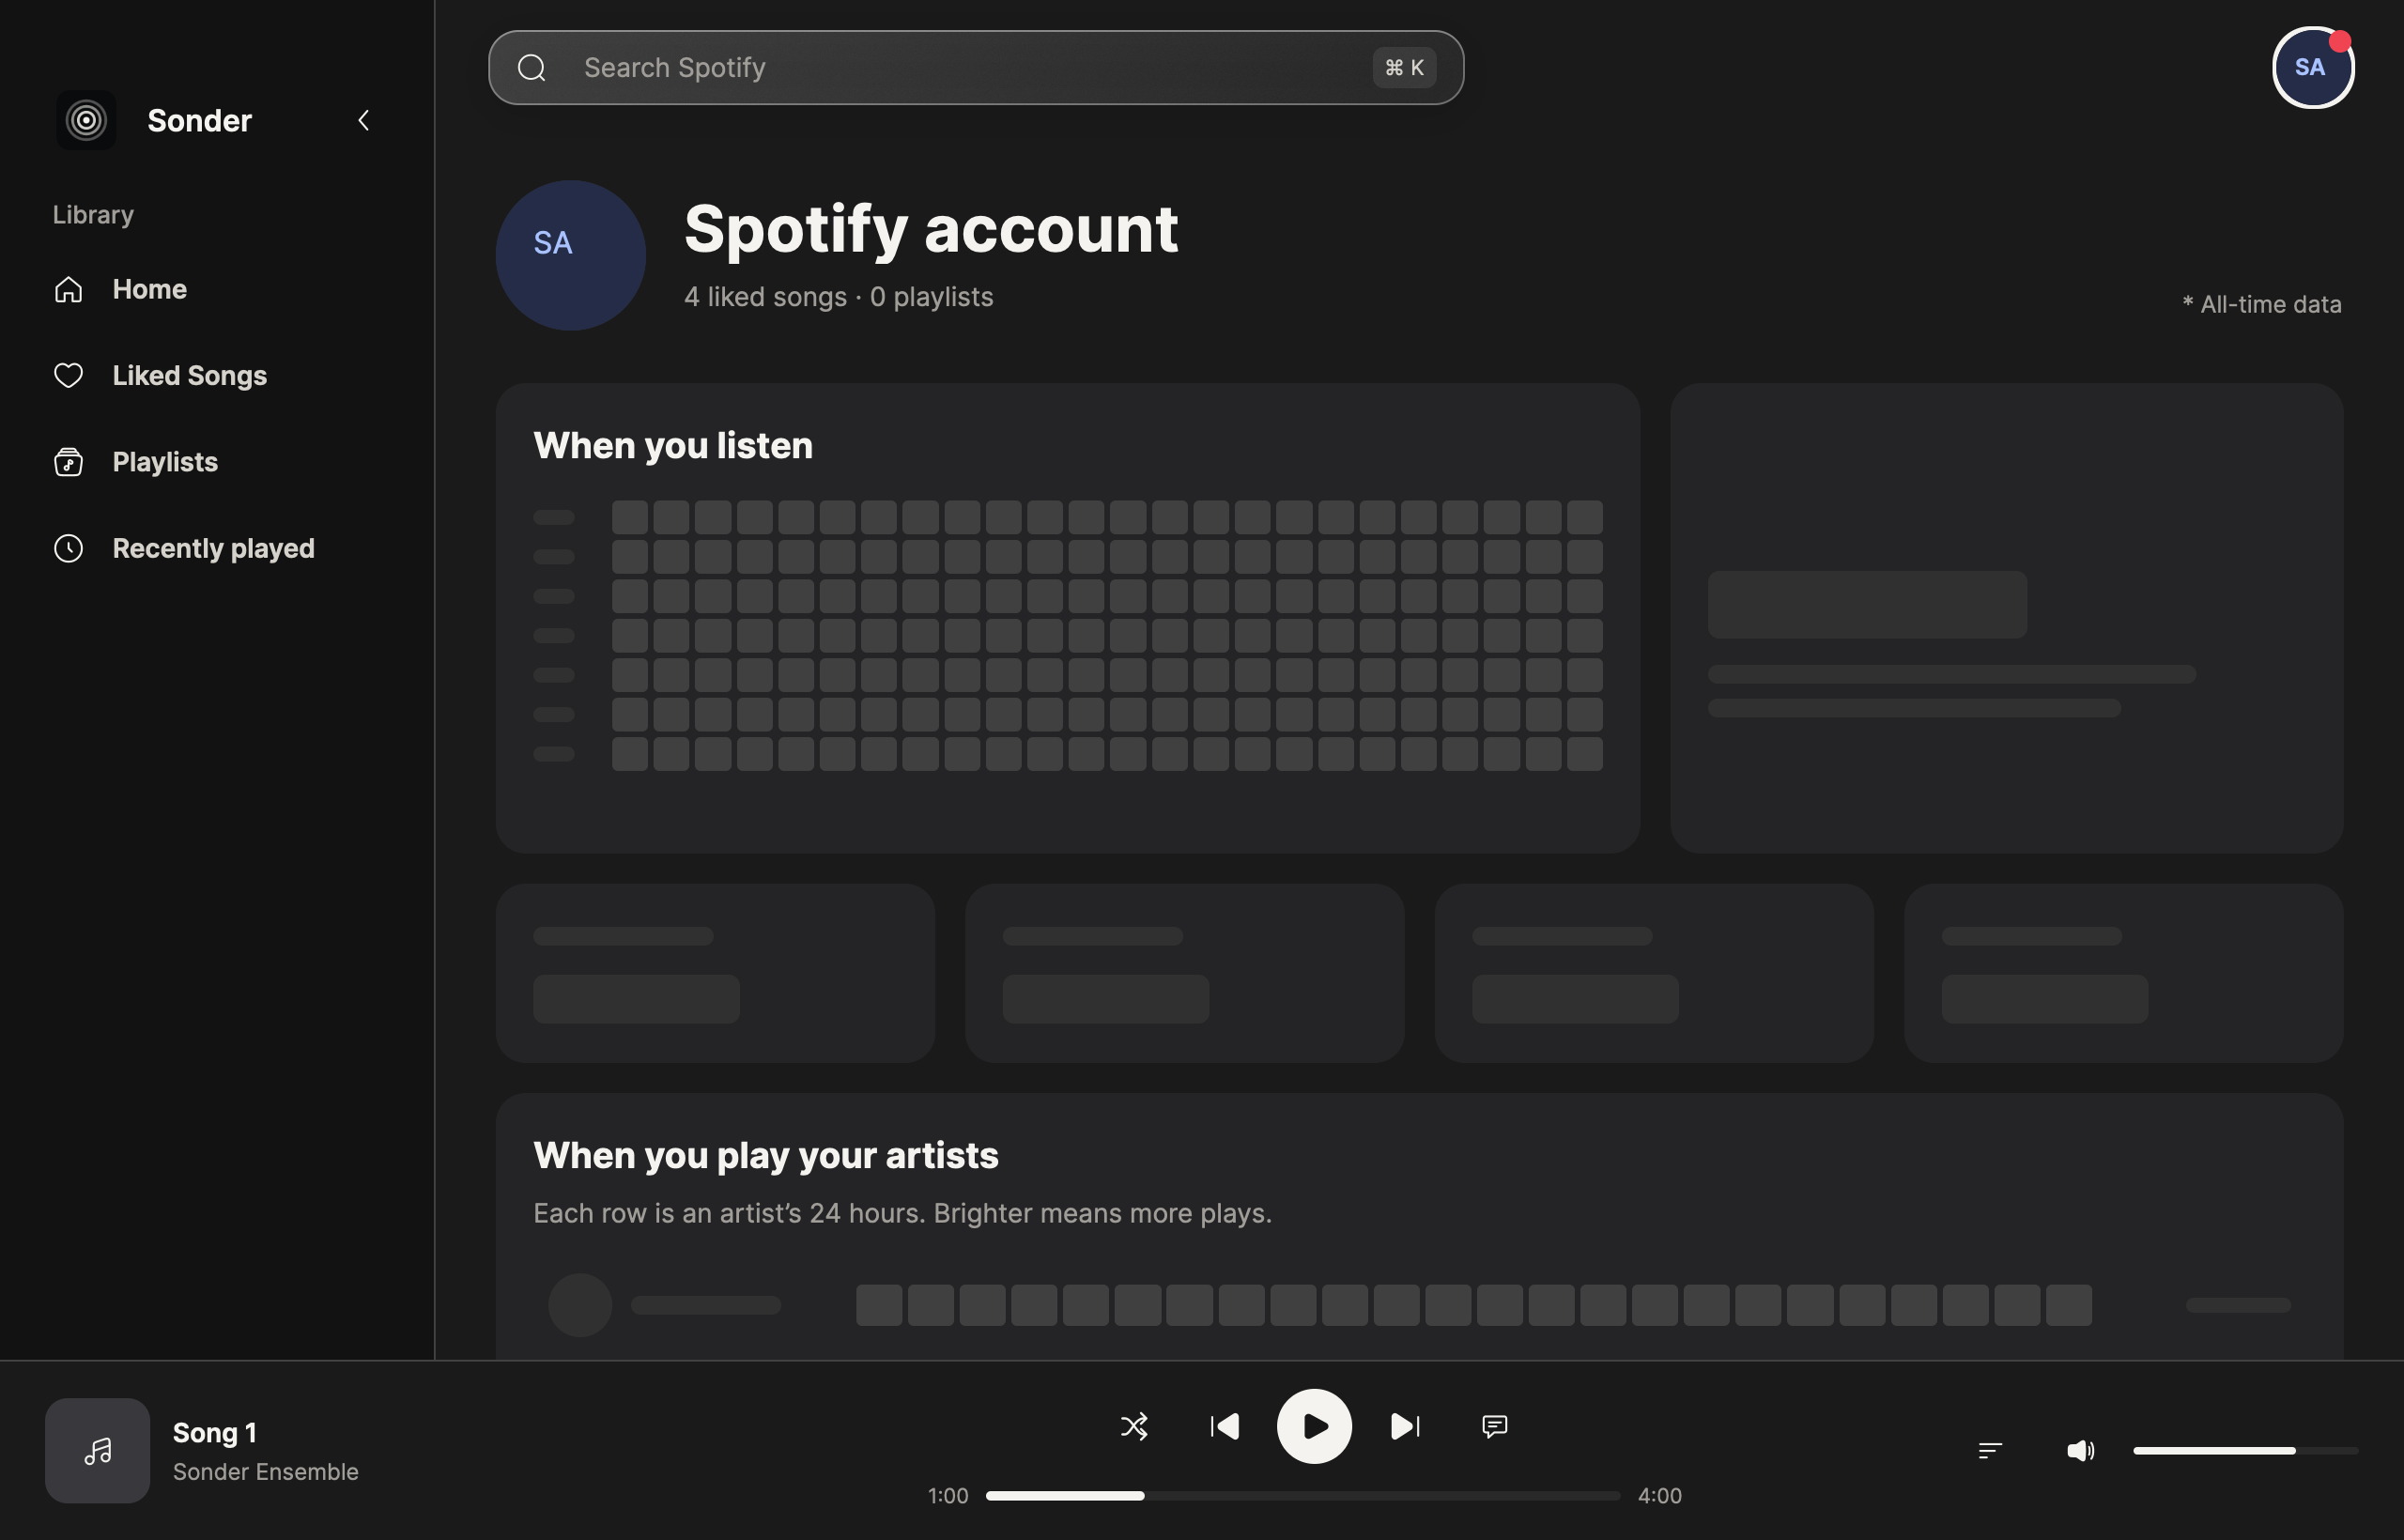 Search Spotify
⌘ K
SA
Sonder
Library
Home
Liked Songs
Playlists
Recently played
SA
Spotify account
4 liked songs · 0 playlists
* All-time data
When you listen
When you play your artists
Each row is an artist’s 24 hours. Brighter means more plays.
Song 1
Sonder Ensemble
1:00
4:00